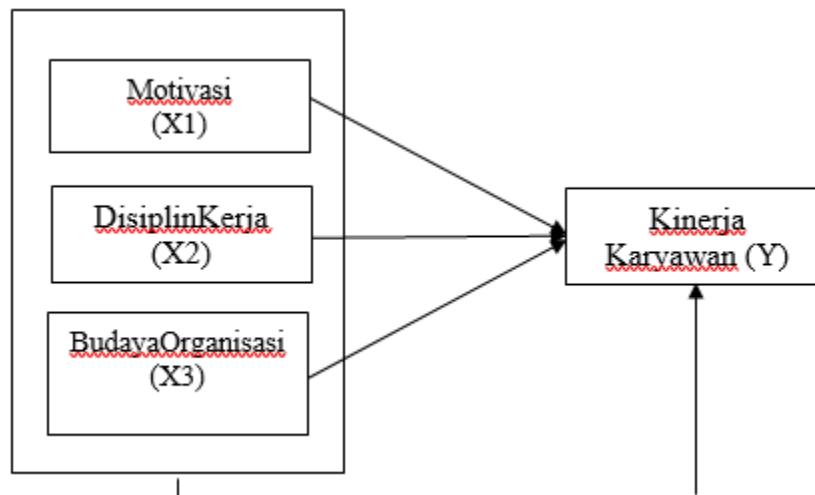 Motivasi
(X1)
DisiplinKerja
(X2)
BudayaOrganisasi
(X3)
Kinerja
Karyawan (Y)